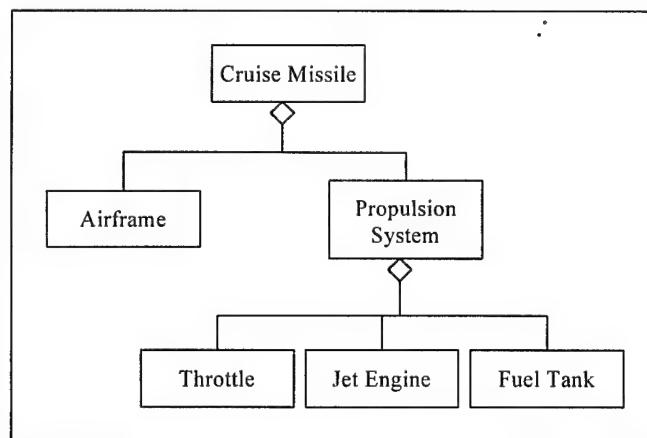 Cruise Missile
Airframe
Propulsion
System
Throttle
Jet Engine
Fuel Tank